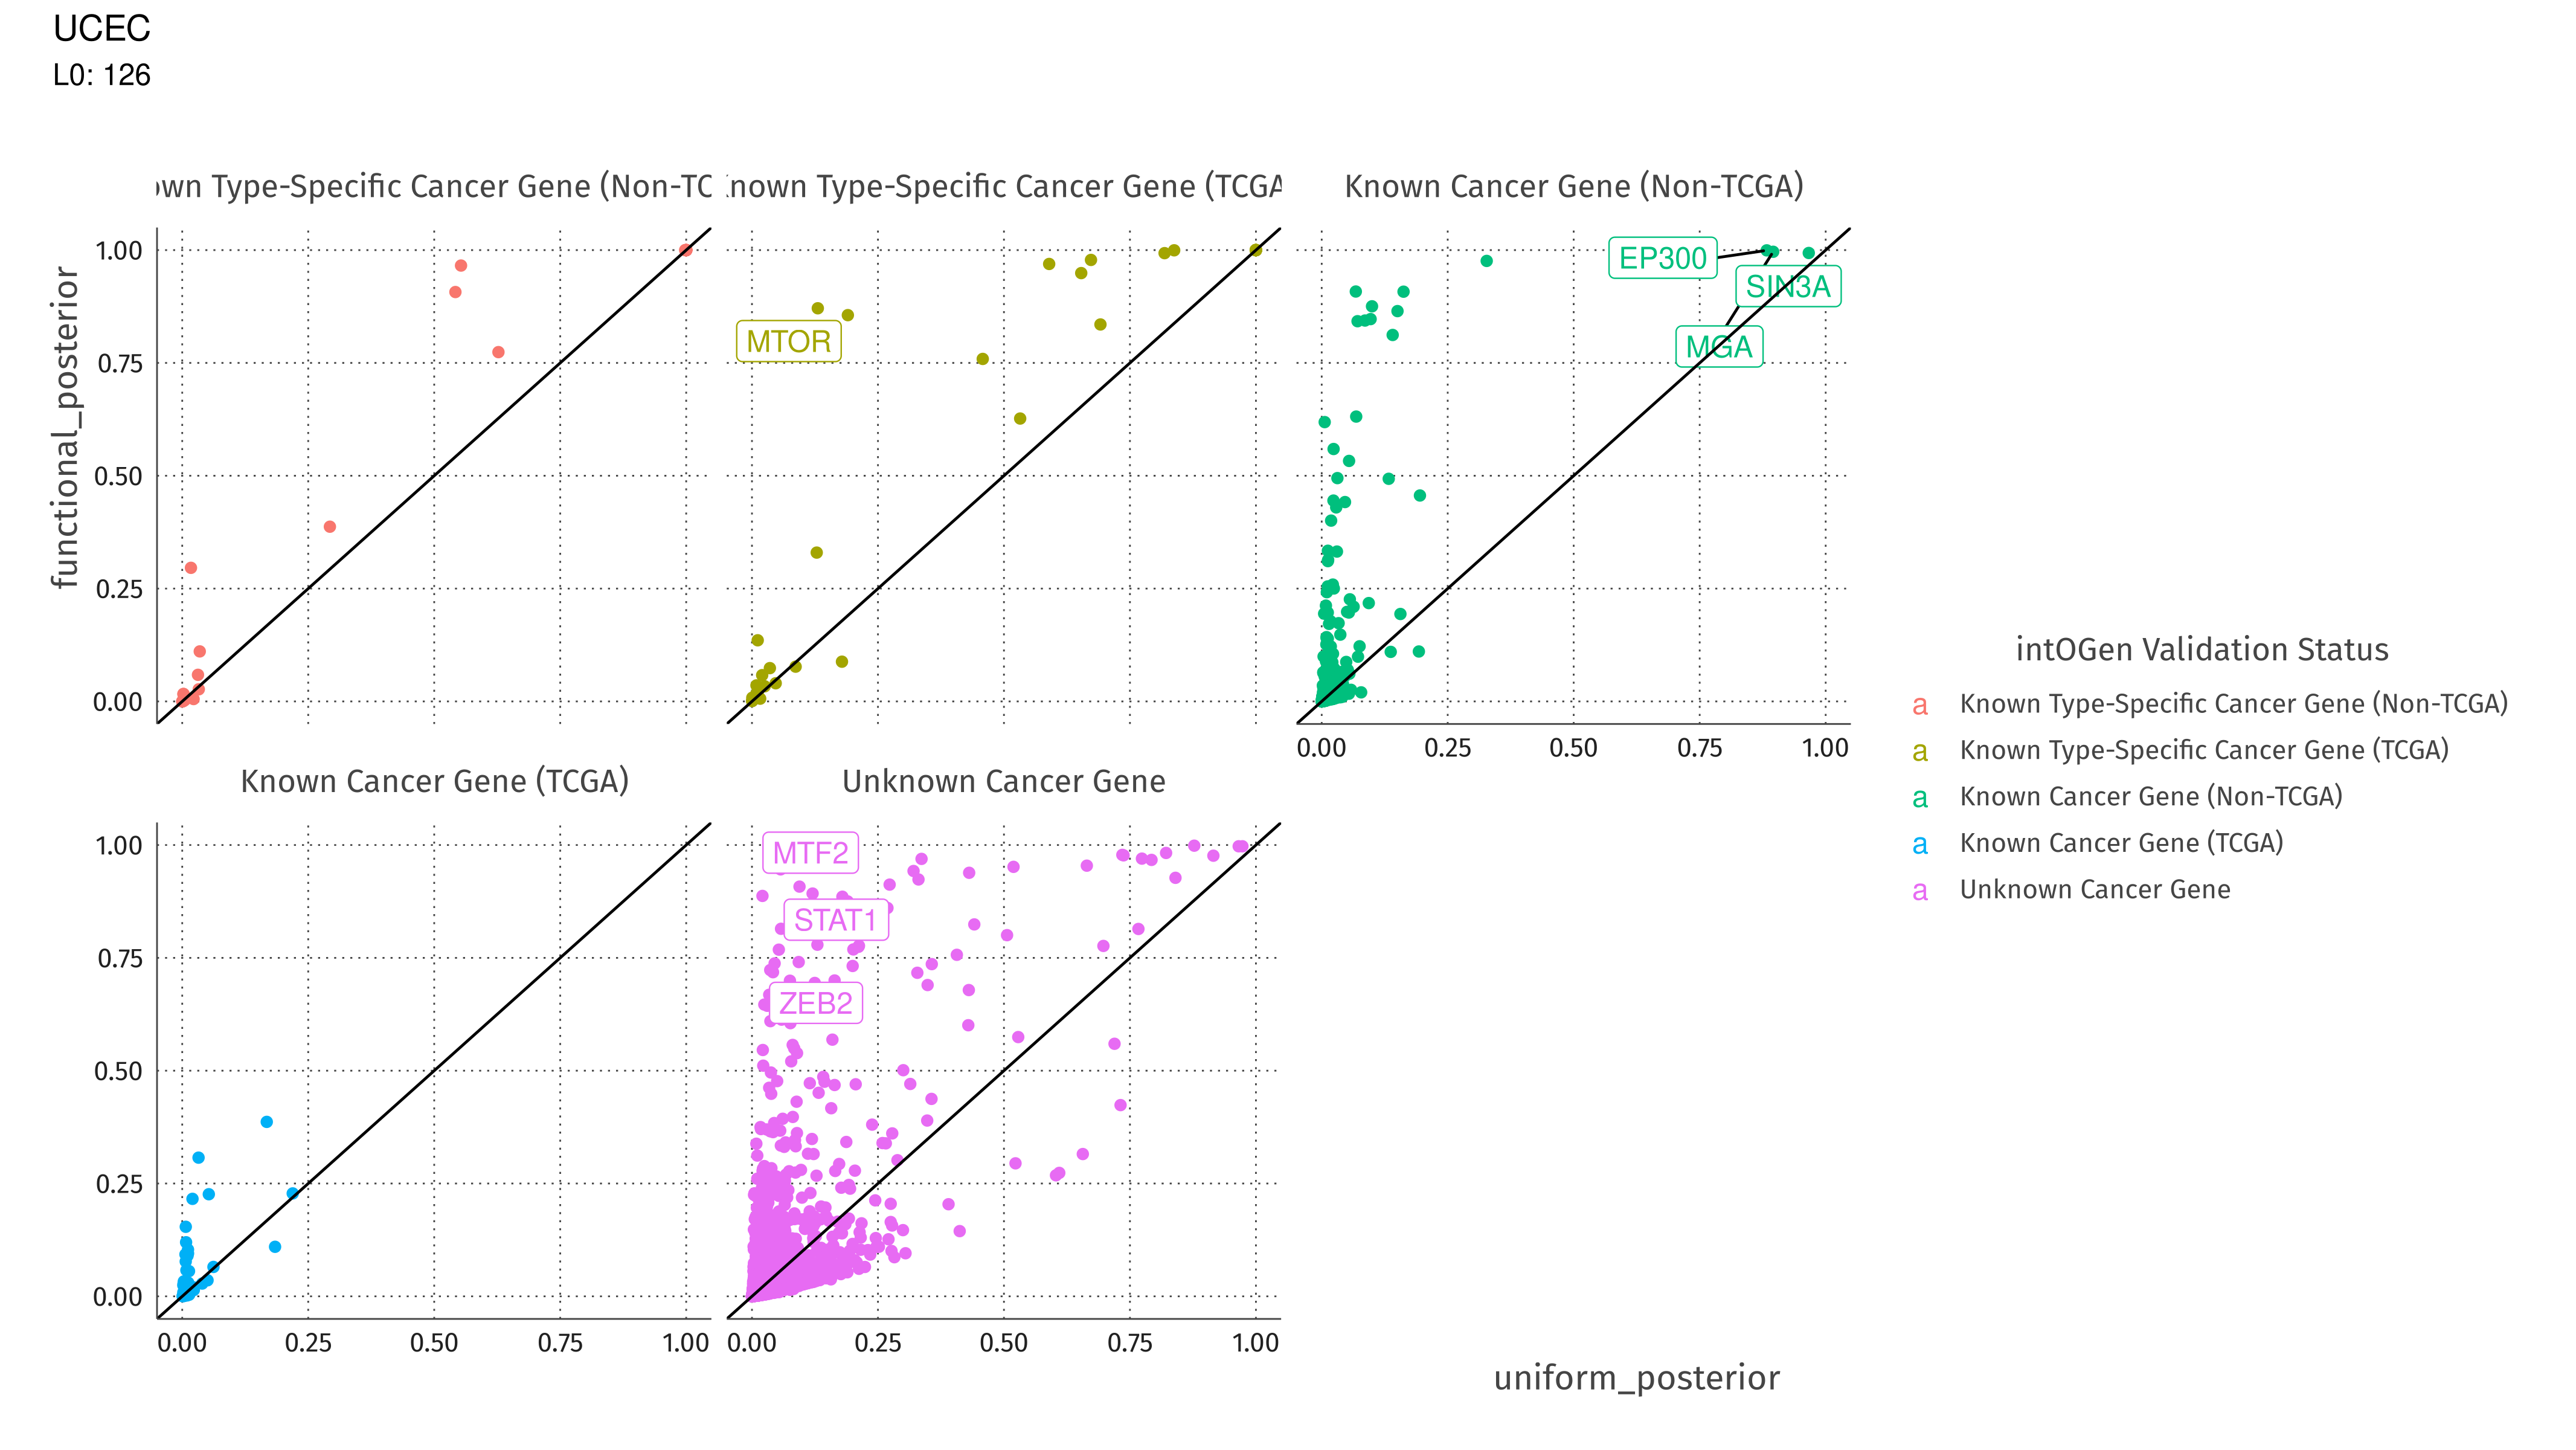 UCEC
L0: 126
own Type-Specific Cancer Gene (Non-TC
Known Type-Specific Cancer Gene (TCGA
Known Cancer Gene (Non-TCGA)
functional_posterior
1.00
0.75
0.50
0.25
0.00
MTOR
EP300
SIN3A
MGA
0.00 0.25 0.50 0.75 1.00
Known Cancer Gene (TCGA)
Unknown Cancer Gene
1.00
0.75
0.50
0.25
0.00
MTF2
STAT1
ZEB2
0.00 0.25 0.50 0.75 1.00
0.00 0.25 0.50 0.75 1.00
uniform_posterior
intOGen Validation Status
a Known Type-Specific Cancer Gene (Non-TCGA)
a Known Type-Specific Cancer Gene (TCGA)
a Known Cancer Gene (Non-TCGA)
a Known Cancer Gene (TCGA)
a Unknown Cancer Gene